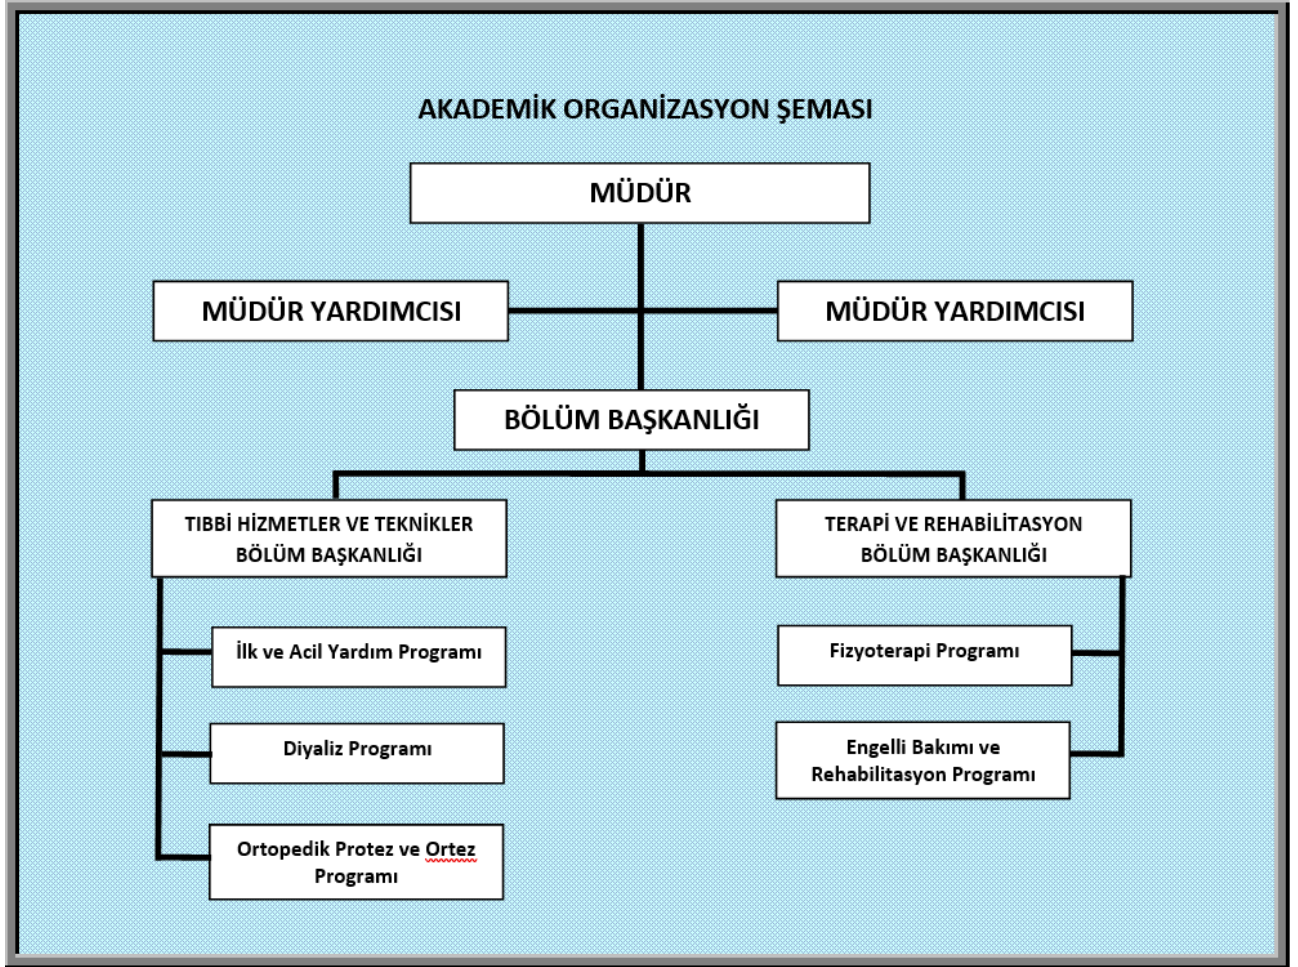 AKADEMİK ORGANİZASYON ŞEMASI
MÜDÜR
MÜDÜR YARDIMCISI
MÜDÜR YARDIMCISI
BÖLÜM BAŞKANLIĞI
TIBBİ HİZMETLER VE TEKNİKLER
BÖLÜM BAŞKANLIĞI
TERAPİ VE REHABİLİTASYON
BÖLÜM BAŞKANLIĞI
İlk ve Acil Yardım Programı
Fizyoterapi Programı
Diyaliz Programı
Engelli Bakımı ve
Rehabilitasyon Programı
Ortopedik Protez ve Ortez
Programı